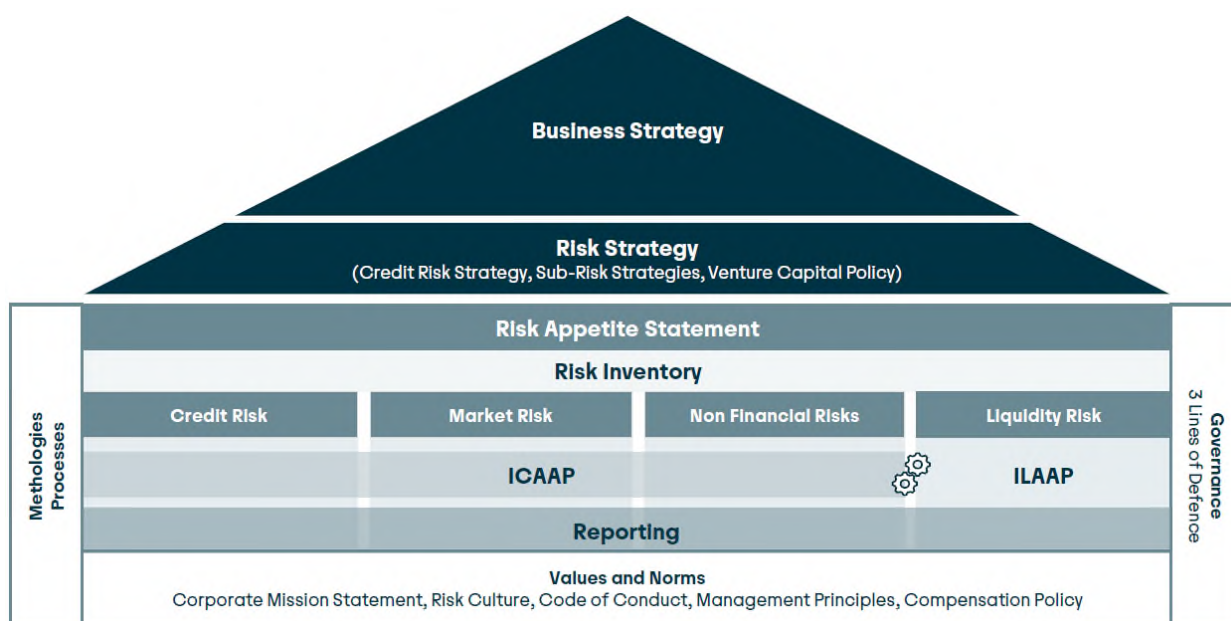 Business Strategy
Risk Strategy
(Credit Risk Strategy, Sub-Risk Strategies, Venture Capital Policy)
Methologies
Processes
Risk Appetite Statement
Risk Inventory
Credit Risk
Market Risk
Non Financial Risks
Liquidity Risk
ICAAP
ILAAP
Reporting
Governance
3 Lines of Defence
Values and Norms
Corporate Mission Statement, Risk Culture, Code of Conduct, Management Principles, Compensation Policy